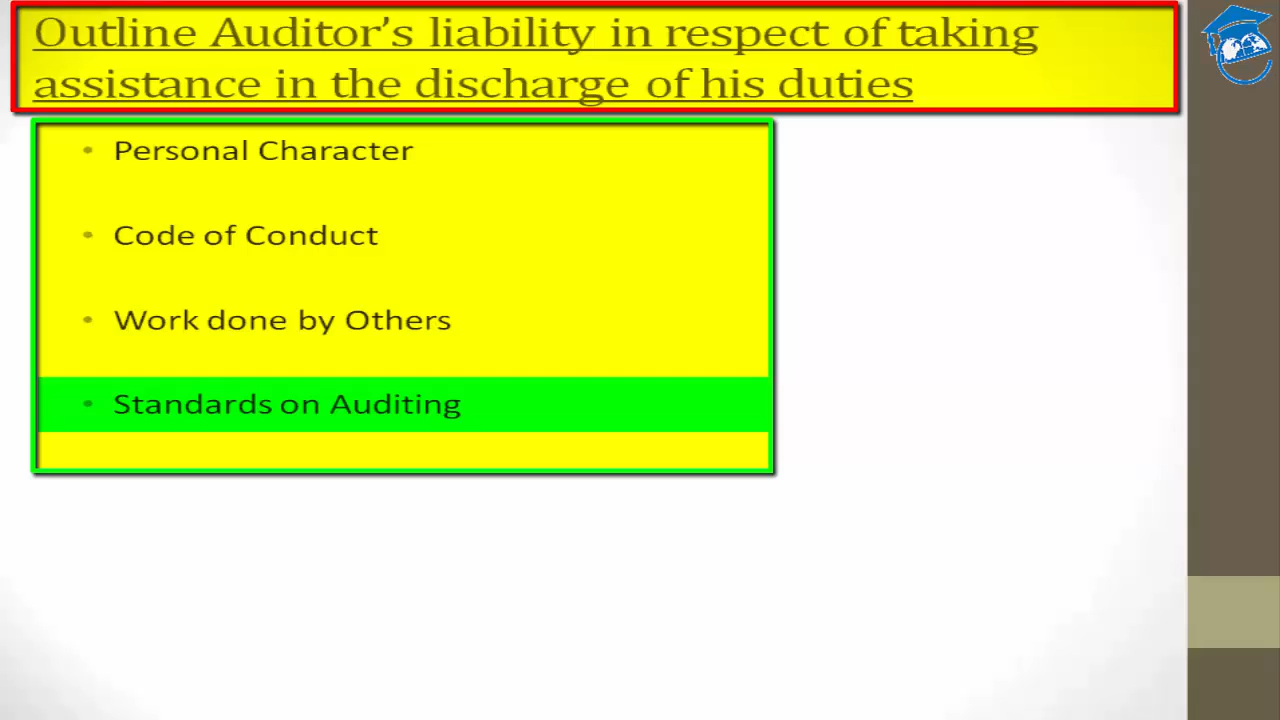 Outline Auditor's liability in respect of taking
assistance in the discharge of his duties
• Personal Character
• Code of Conduct
• Work done by Others
• Standards on Auditing